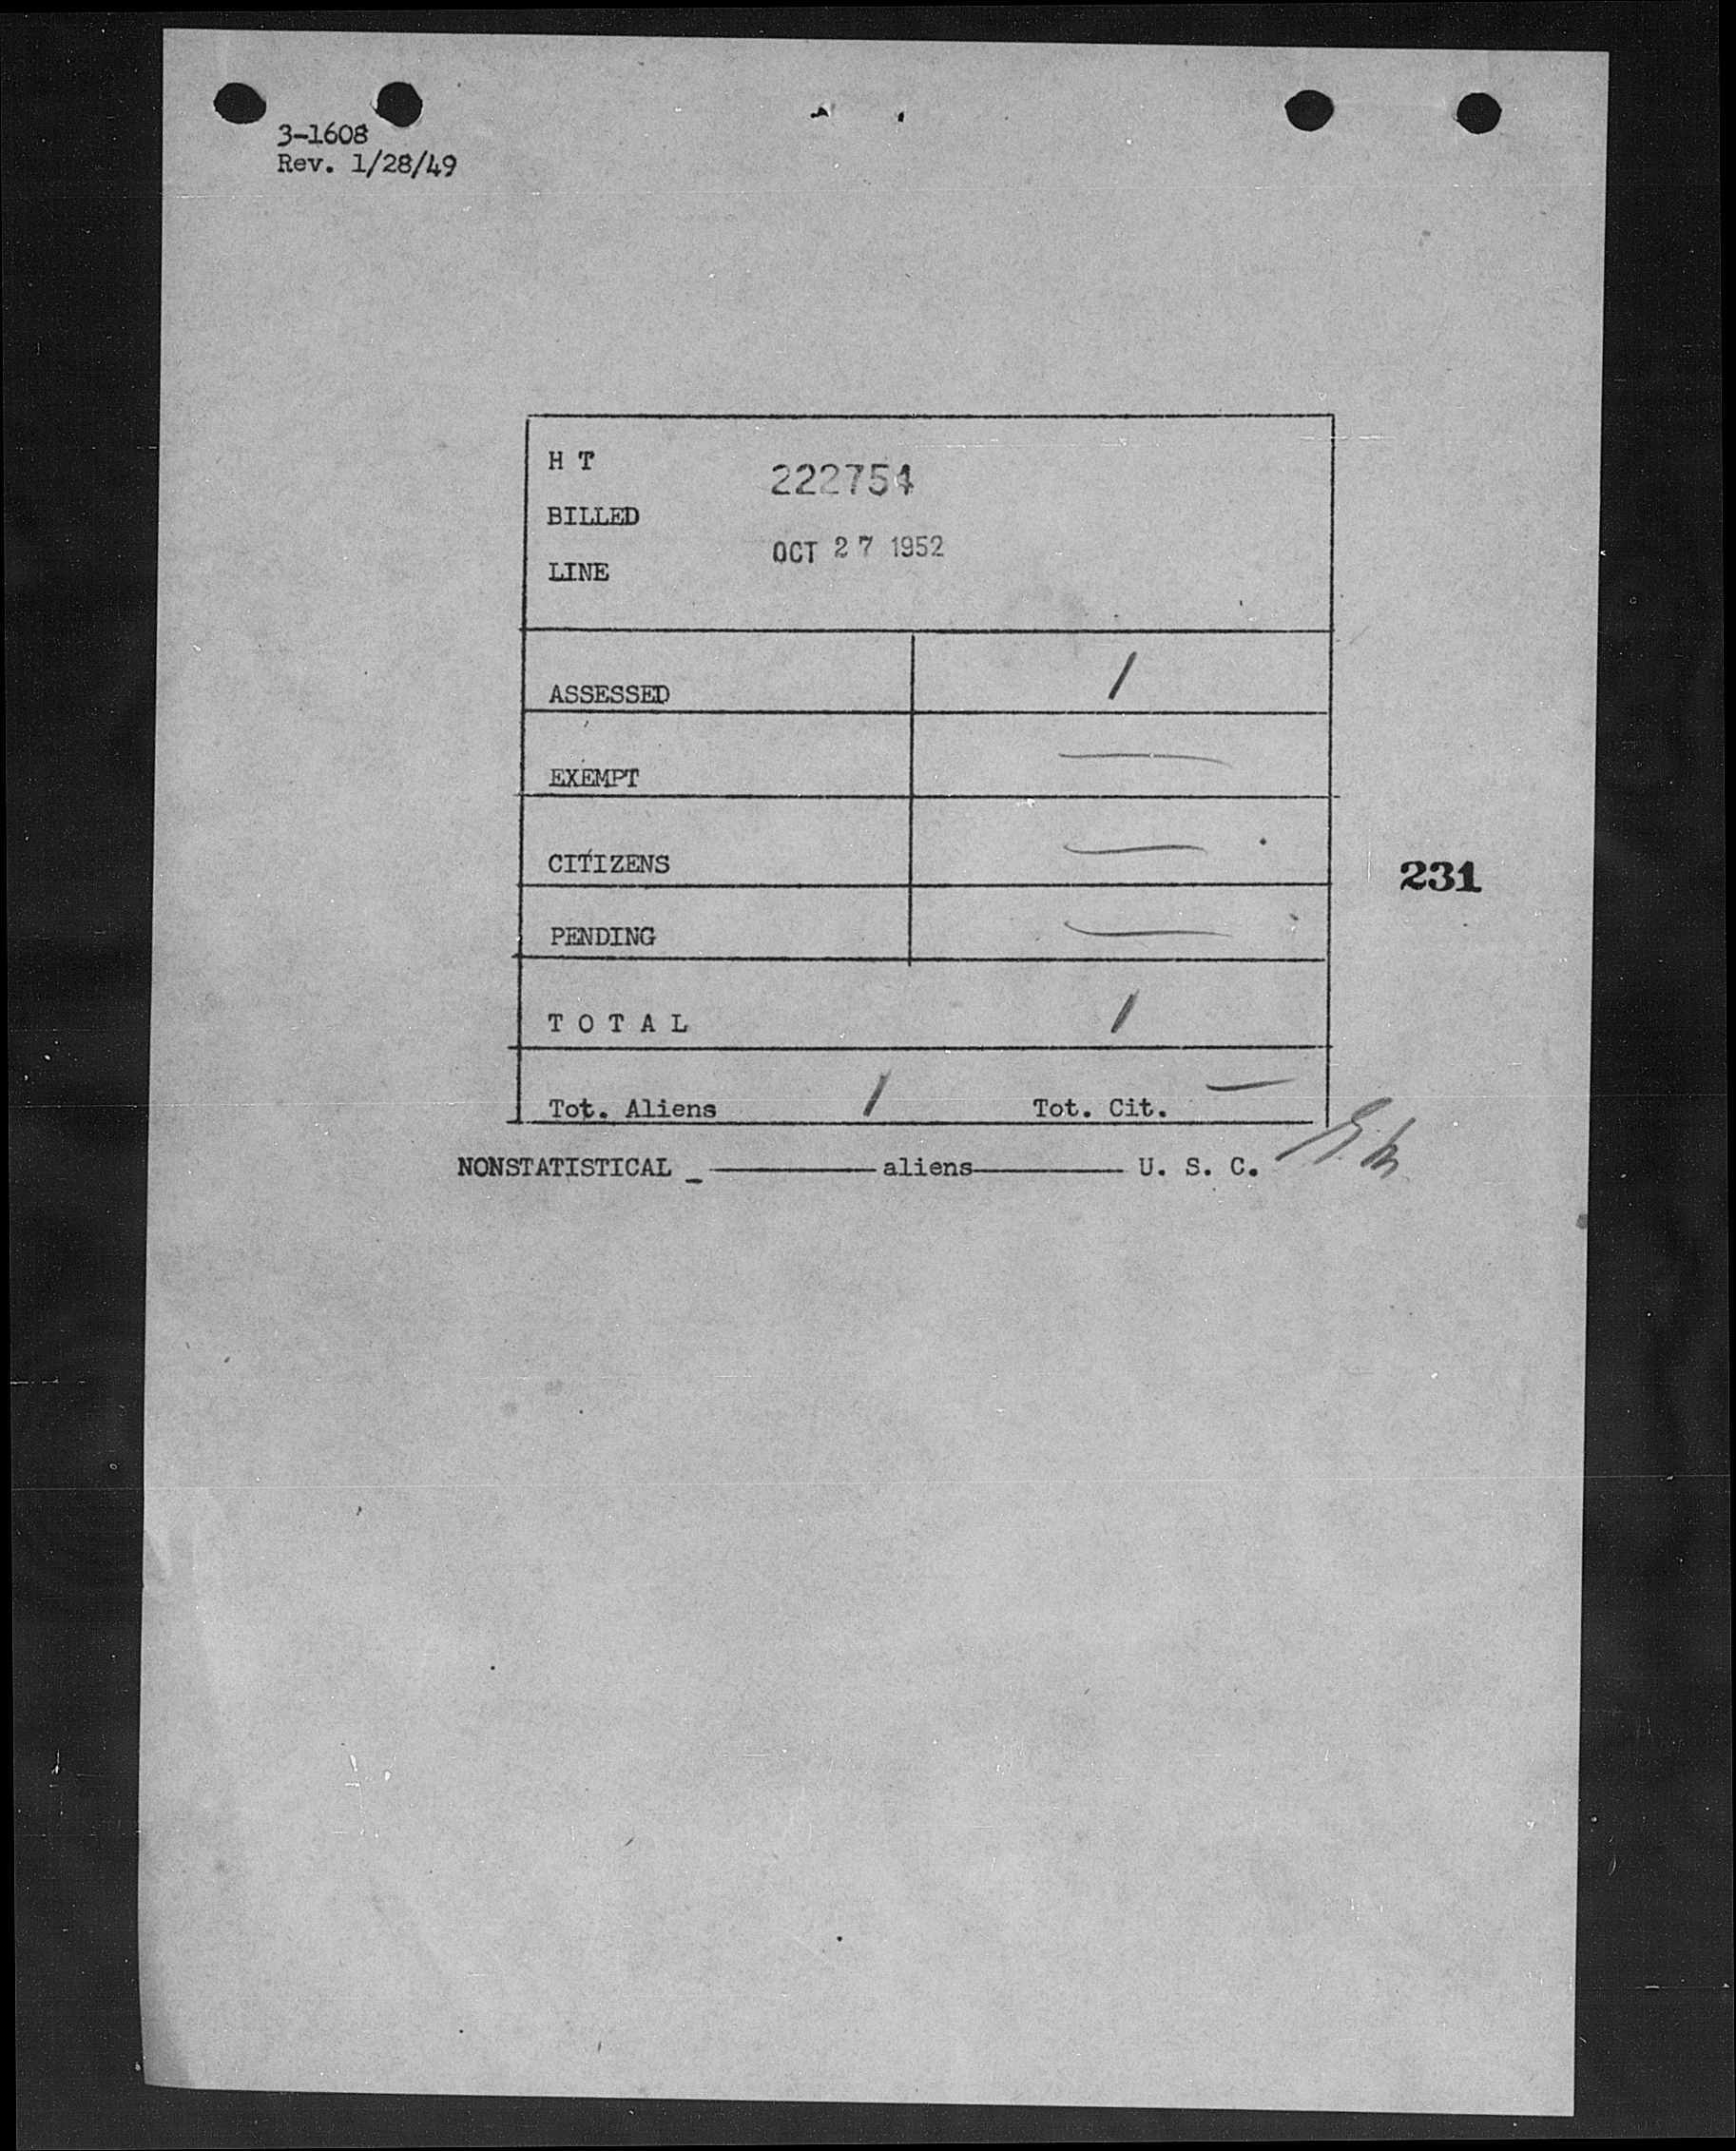 3-1608
Rev. 1/28/49
H T
222754
BILLED
OCT 27 1952
LINE
ASSESSED 1
EXEMPT —
CITIZENS —
231
PENDING —
T O T A L 1
Tot. Aliens 1 Tot. Cit. —
NONSTATISTICAL _ ———— aliens———— U. S. C.